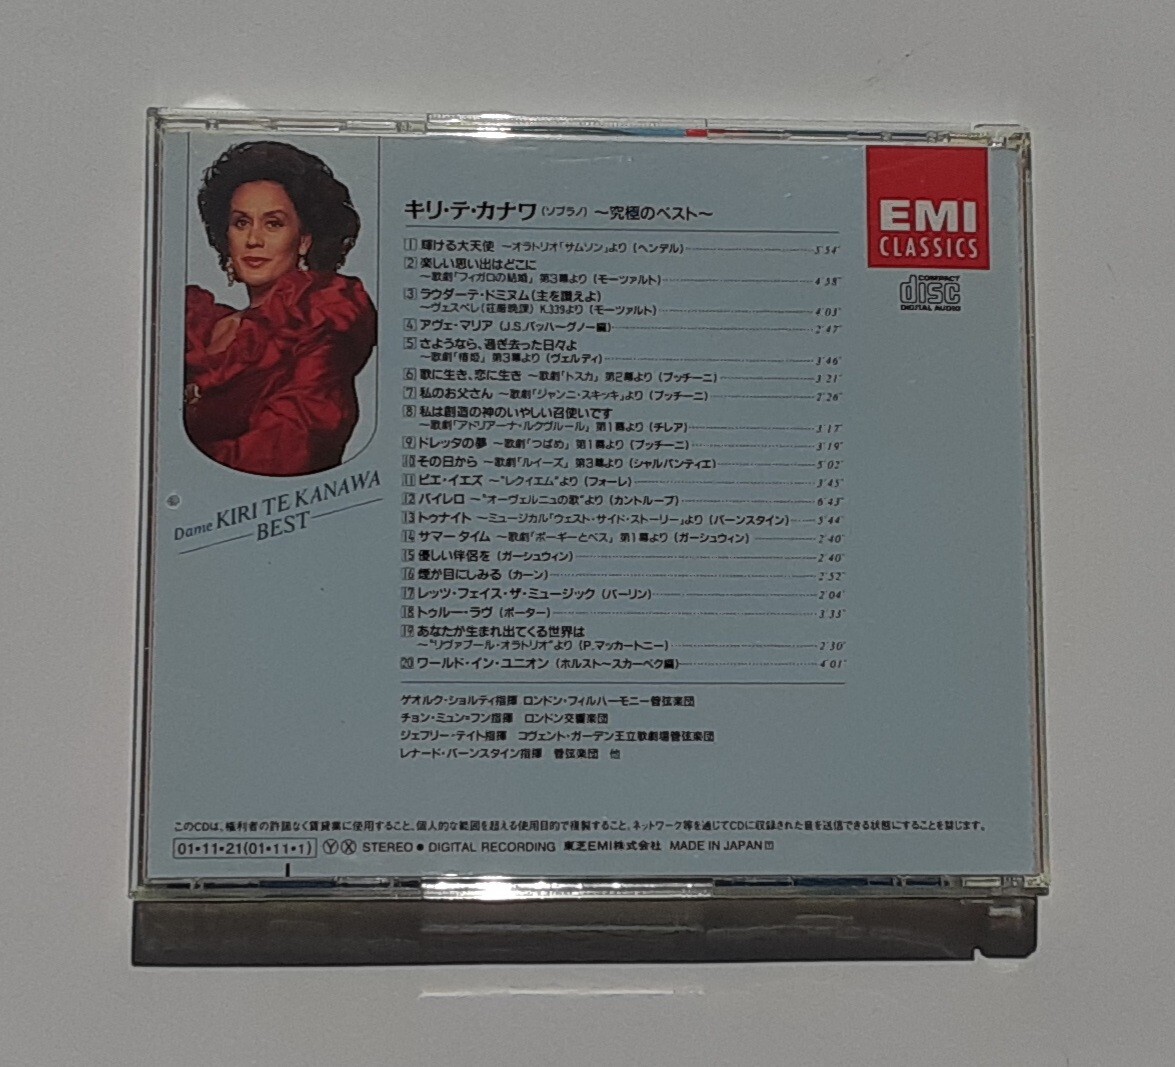 キリ・テ・カナワ(ソプラノ) 〜究極のベスト〜
EMI
CLASSICS
COMPACT
disc
DIGITAL AUDIO
1 輝ける大天使 〜オラトリオ「サムソン」より (ヘンデル) 5′54″
2 楽しい思い出はどこに
〜歌劇「フィガロの結婚」 第3幕より (モーツァルト) 4′58″
3 ラウダーテ・ドミヌム(主を讃えよ)
〜ヴェスペレ(荘厳晩課) K.339より (モーツァルト) 4′03″
4 アヴェ・マリア (J.S.バッハ〜グノー編) 2′47″
5 さようなら、過ぎ去った日々よ
〜歌劇「椿姫」 第3幕より (ヴェルディ) 3′46″
6 歌に生き、恋に生き 〜歌劇「トスカ」 第2幕より (プッチーニ) 3′21″
7 私のお父さん 〜歌劇「ジャンニ・スキッキ」より (プッチーニ) 2′26″
8 私は創造の神のいやしい召使いです
〜歌劇「アドリアーナ・ルクヴルール」 第1幕より (チレア) 3′17″
9 ドレッタの夢 〜歌劇「つばめ」 第1幕より (プッチーニ) 3′19″
10 その日から 〜歌劇「ルイーズ」 第3幕より (シャルパンティエ) 5′02″
11 ピエ・イエズ 〜“レクイエム”より (フォーレ) 3′45″
12 バイレロ 〜“オーヴェルニュの歌”より (カントルーブ) 6′43″
13 トゥナイト 〜ミュージカル「ウェスト・サイド・ストーリー」より (バーンスタイン) 5′44″
14 サマー タイム 〜歌劇「ポーギーとベス」 第1幕より (ガーシュウィン) 2′40″
15 優しい伴侶を (ガーシュウィン) 2′40″
16 煙が目にしみる (カーン) 2′52″
17 レッツ・フェイス・ザ・ミュージック (バーリン) 2′04″
18 トゥルー・ラヴ (ポーター) 3′33″
19 あなたが生まれ出てくる世界は
〜“リヴァプール・オラトリオ”より (P.マッカートニー) 2′30″
20 ワールド・イン・ユニオン (ホルスト〜スカーベク編) 4′01″
Dame KIRI TE KANAWA
BEST
ゲオルク・ショルティ指揮 ロンドン・フィルハーモニー管弦楽団
チョン・ミュン=フン指揮 ロンドン交響楽団
ジェフリー・テイト指揮 コヴェント・ガーデン王立歌劇場管弦楽団
レナード・バーンスタイン指揮 管弦楽団 他
このCDは、権利者の許諾なく賃貸業に使用すること、個人的な範囲を超える使用目的で複製すること、ネットワーク等を通じてCDに収録された音を送信できる状態にすることを禁じます。
01・11・21(01・11・1) Ⓨ Ⓧ STEREO ● DIGITAL RECORDING 東芝EMI株式会社 MADE IN JAPAN